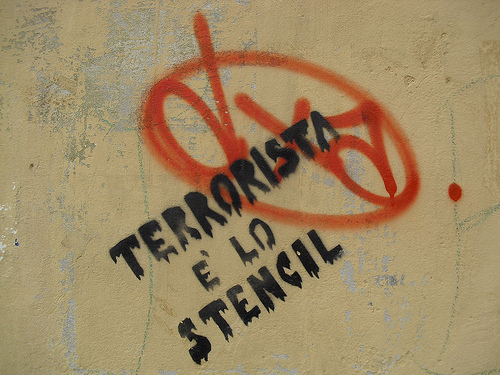 TERRORISTA
È LO
STENCIL